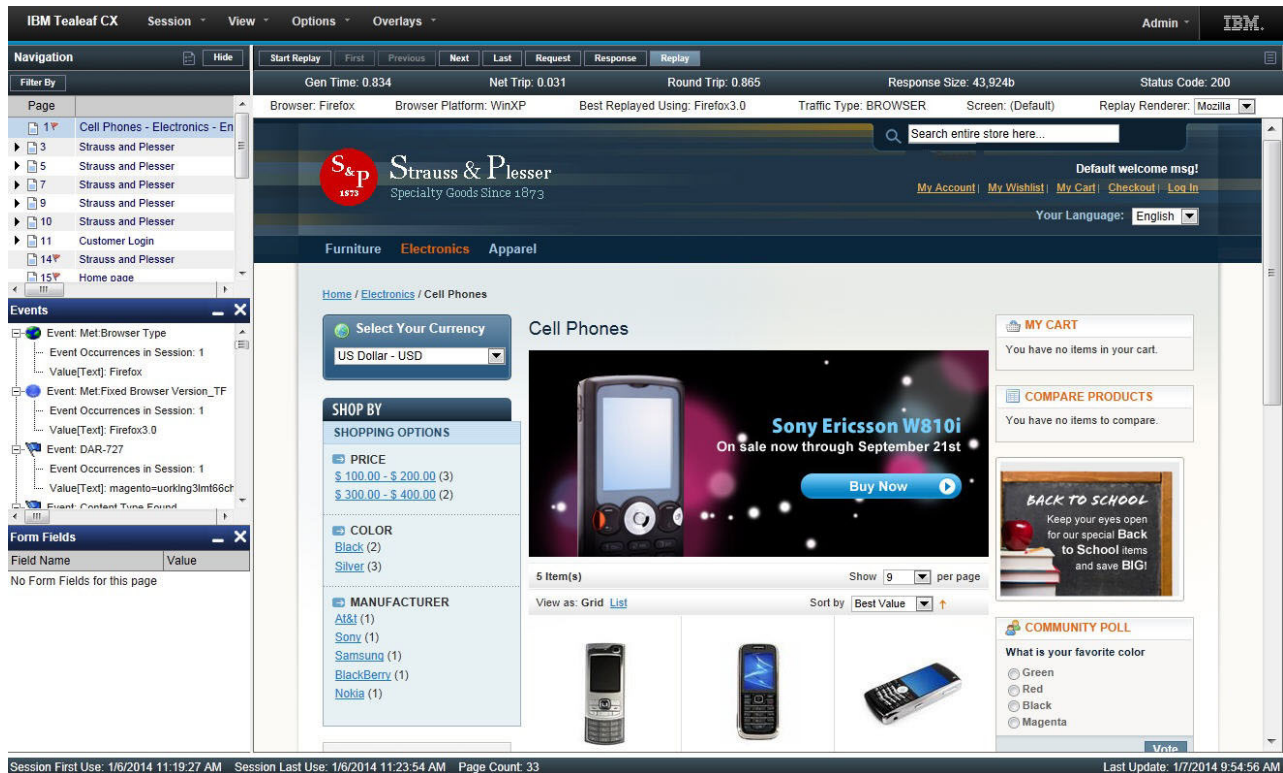 IBM Tealeaf CX Session View Options Overlays Admin IBM.
Navigation Hide
Filter By
Page
1 Cell Phones - Electronics - En
3 Strauss and Plesser
5 Strauss and Plesser
7 Strauss and Plesser
9 Strauss and Plesser
10 Strauss and Plesser
11 Customer Login
14 Strauss and Plesser
15 Home page
Events
Event: Met:Browser Type
Event Occurrences in Session: 1
Value[Text]: Firefox
Event: Met:Fixed Browser Version_TF
Event Occurrences in Session: 1
Value[Text]: Firefox3.0
Event: DAR-727
Event Occurrences in Session: 1
Value[Text]: magento=uorklng3lmt66ch
Event: Content Type Found
Form Fields
Field Name Value
No Form Fields for this page
Start Replay First Previous Next Last Request Response Replay
Gen Time: 0.834 Net Trip: 0.031 Round Trip: 0.865 Response Size: 43,924b Status Code: 200
Browser: Firefox Browser Platform: WinXP Best Replayed Using: Firefox3.0 Traffic Type: BROWSER Screen: (Default) Replay Renderer: Mozilla
Search entire store here...
S&P
1873
Strauss & Plesser
Specialty Goods Since 1873
Default welcome msg!
My Account | My Wishlist | My Cart | Checkout | Log In
Your Language: English
Furniture Electronics Apparel
Home / Electronics / Cell Phones
Select Your Currency
US Dollar - USD
SHOP BY
SHOPPING OPTIONS
PRICE
$ 100.00 - $ 200.00 (3)
$ 300.00 - $ 400.00 (2)
COLOR
Black (2)
Silver (3)
MANUFACTURER
At&t (1)
Sony (1)
Samsung (1)
BlackBerry (1)
Nokia (1)
Cell Phones
Sony Ericsson W810i
On sale now through September 21st
Buy Now
5 Item(s) Show 9 per page
View as: Grid List Sort by Best Value
MY CART
You have no items in your cart.
COMPARE PRODUCTS
You have no items to compare.
BACK TO SCHOOL
Keep your eyes open
for our special Back
to School items
and save BIG!
COMMUNITY POLL
What is your favorite color
Green
Red
Black
Magenta
Vote
Session First Use: 1/6/2014 11:19:27 AM Session Last Use: 1/6/2014 11:23:54 AM Page Count: 33 Last Update: 1/7/2014 9:54:56 AM